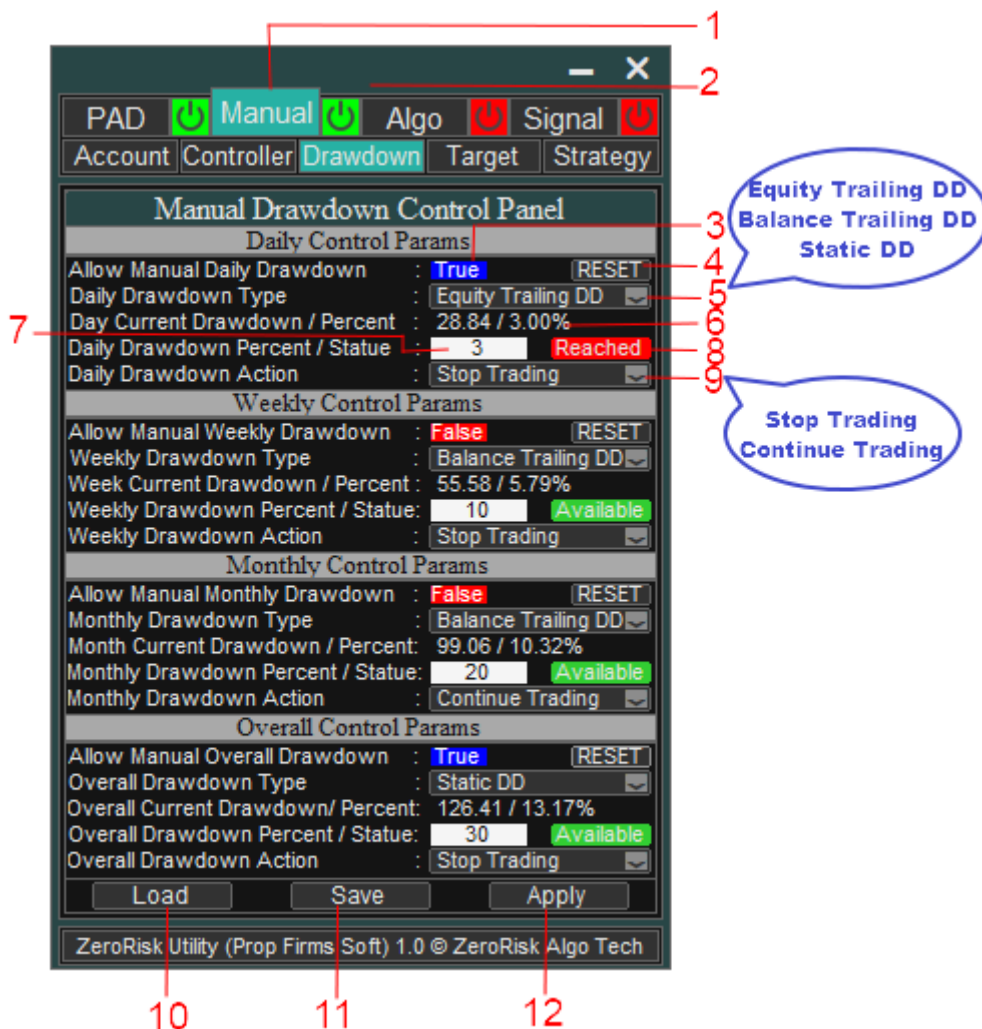 1
2
PAD Manual Algo Signal
Account Controller Drawdown Target Strategy
Manual Drawdown Control Panel
Daily Control Params
3
Allow Manual Daily Drawdown : True RESET 4
Daily Drawdown Type : Equity Trailing DD 5
Day Current Drawdown / Percent : 28.84 / 3.00% 6
7 Daily Drawdown Percent / Statue : 3 Reached 8
Daily Drawdown Action : Stop Trading 9
Equity Trailing DD
Balance Trailing DD
Static DD
Stop Trading
Continue Trading
Weekly Control Params
Allow Manual Weekly Drawdown : False RESET
Weekly Drawdown Type : Balance Trailing DD
Week Current Drawdown / Percent : 55.58 / 5.79%
Weekly Drawdown Percent / Statue: 10 Available
Weekly Drawdown Action : Stop Trading
Monthly Control Params
Allow Manual Monthly Drawdown : False RESET
Monthly Drawdown Type : Balance Trailing DD
Month Current Drawdown / Percent: 99.06 / 10.32%
Monthly Drawdown Percent / Statue: 20 Available
Monthly Drawdown Action : Continue Trading
Overall Control Params
Allow Manual Overall Drawdown : True RESET
Overall Drawdown Type : Static DD
Overall Current Drawdown/ Percent: 126.41 / 13.17%
Overall Drawdown Percent / Statue: 30 Available
Overall Drawdown Action : Stop Trading
Load Save Apply
ZeroRisk Utility (Prop Firms Soft) 1.0 © ZeroRisk Algo Tech
10 11 12